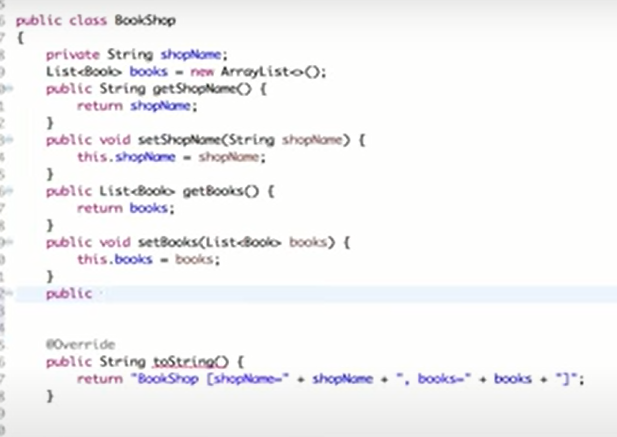 public class BookShop
{
private String shopName;
List<Book> books = new ArrayList<>();
public String getShopName() {
return shopName;
}
public void setShopName(String shopName) {
this.shopName = shopName;
}
public List<Book> getBooks() {
return books;
}
public void setBooks(List<Book> books) {
this.books = books;
}
public
@Override
public String toString() {
return "BookShop [shopName=" + shopName + ", books=" + books + "]";
}